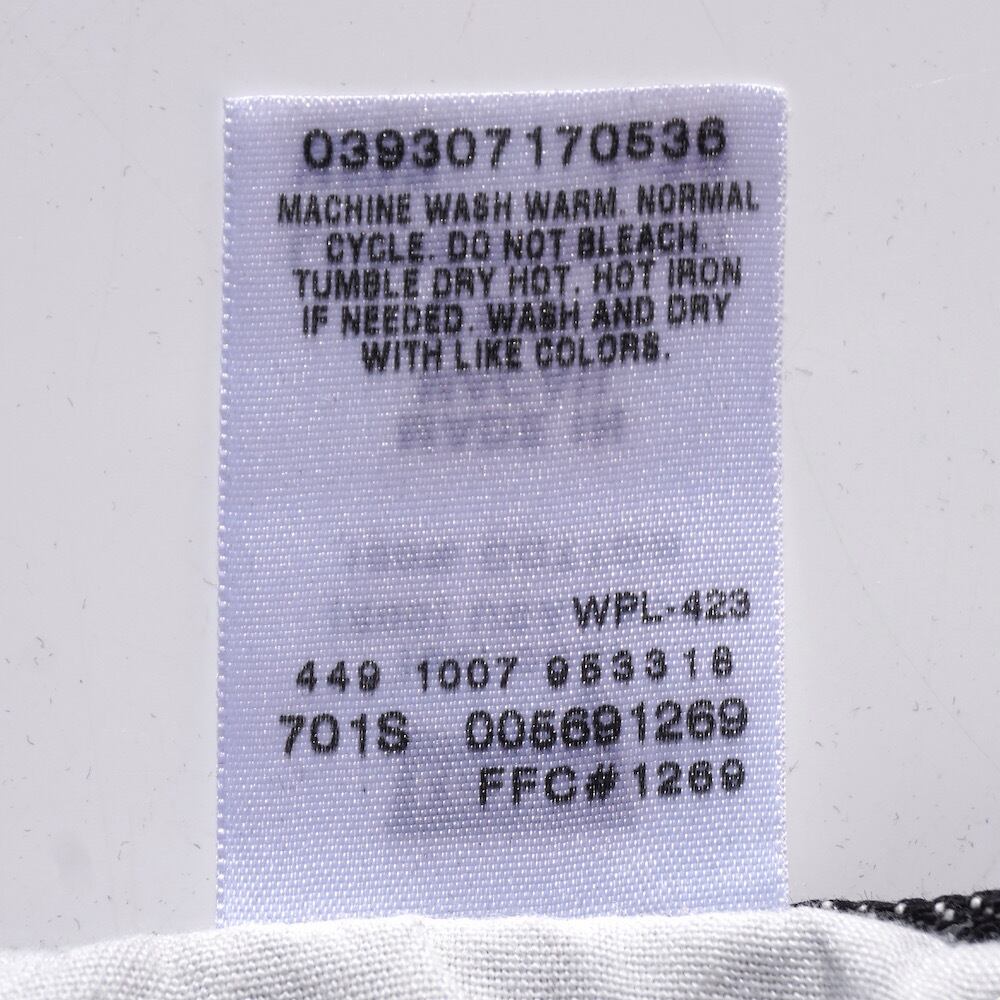 039307170536
MACHINE WASH WARM. NORMAL
CYCLE. DO NOT BLEACH.
TUMBLE DRY HOT. HOT IRON
IF NEEDED. WASH AND DRY
WITH LIKE COLORS.
WPL-423
449 1007 953318
701S 005691269
FFC#1269